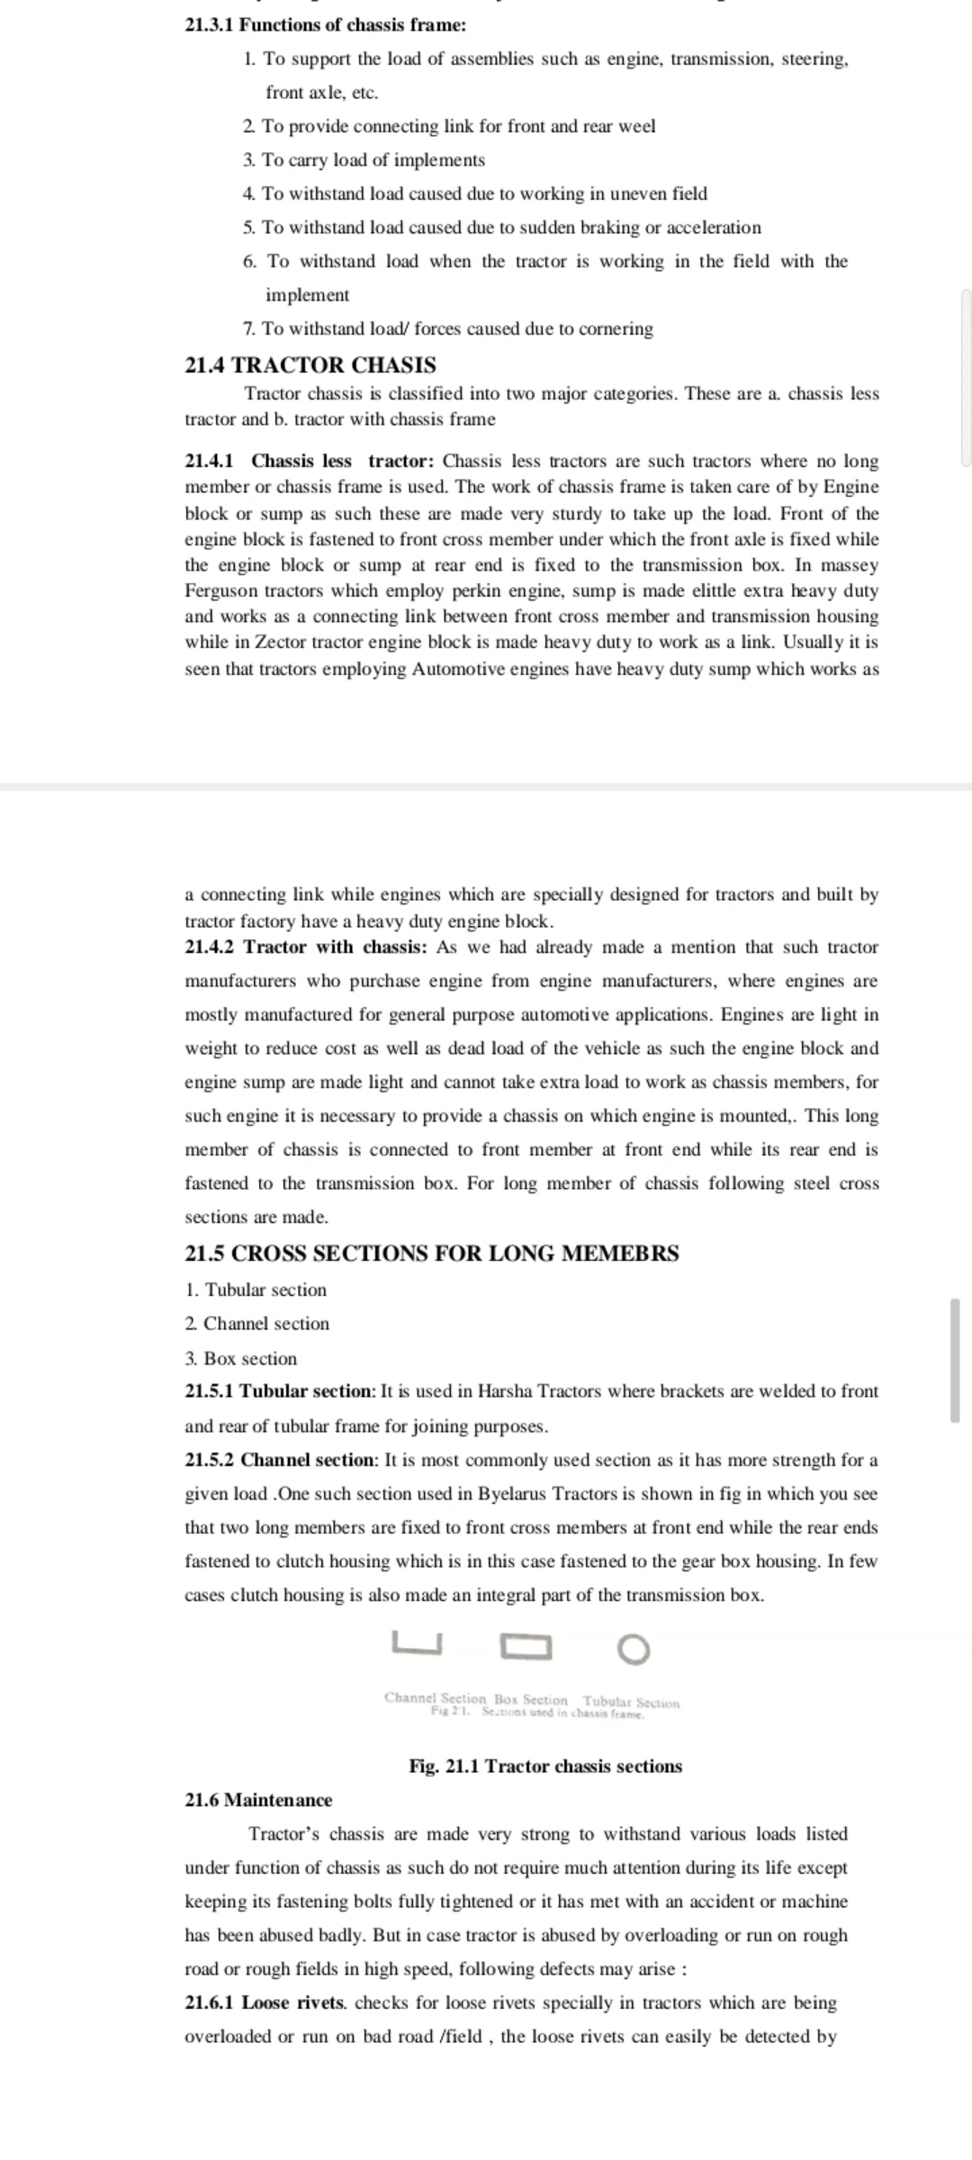 21.3.1 Functions of chassis frame:
1. To support the load of assemblies such as engine, transmission, steering,
front axle, etc.
2. To provide connecting link for front and rear weel
3. To carry load of implements
4. To withstand load caused due to working in uneven field
5. To withstand load caused due to sudden braking or acceleration
6. To withstand load when the tractor is working in the field with the
implement
7. To withstand load/ forces caused due to cornering
21.4 TRACTOR CHASIS
Tractor chassis is classified into two major categories. These are a. chassis less
tractor and b. tractor with chassis frame
21.4.1 Chassis less tractor: Chassis less tractors are such tractors where no long
member or chassis frame is used. The work of chassis frame is taken care of by Engine
block or sump as such these are made very sturdy to take up the load. Front of the
engine block is fastened to front cross member under which the front axle is fixed while
the engine block or sump at rear end is fixed to the transmission box. In massey
Ferguson tractors which employ perkin engine, sump is made elittle extra heavy duty
and works as a connecting link between front cross member and transmission housing
while in Zector tractor engine block is made heavy duty to work as a link. Usually it is
seen that tractors employing Automotive engines have heavy duty sump which works as
a connecting link while engines which are specially designed for tractors and built by
tractor factory have a heavy duty engine block.
21.4.2 Tractor with chassis: As we had already made a mention that such tractor
manufacturers who purchase engine from engine manufacturers, where engines are
mostly manufactured for general purpose automotive applications. Engines are light in
weight to reduce cost as well as dead load of the vehicle as such the engine block and
engine sump are made light and cannot take extra load to work as chassis members, for
such engine it is necessary to provide a chassis on which engine is mounted,. This long
member of chassis is connected to front member at front end while its rear end is
fastened to the transmission box. For long member of chassis following steel cross
sections are made.
21.5 CROSS SECTIONS FOR LONG MEMEBRS
1. Tubular section
2. Channel section
3. Box section
21.5.1 Tubular section: It is used in Harsha Tractors where brackets are welded to front
and rear of tubular frame for joining purposes.
21.5.2 Channel section: It is most commonly used section as it has more strength for a
given load .One such section used in Byelarus Tractors is shown in fig in which you see
that two long members are fixed to front cross members at front end while the rear ends
fastened to clutch housing which is in this case fastened to the gear box housing. In few
cases clutch housing is also made an integral part of the transmission box.
Channel Section Box Section Tubular Section
Fig 2'1. Sections used in chassis frame.
Fig. 21.1 Tractor chassis sections
21.6 Maintenance
Tractor's chassis are made very strong to withstand various loads listed
under function of chassis as such do not require much attention during its life except
keeping its fastening bolts fully tightened or it has met with an accident or machine
has been abused badly. But in case tractor is abused by overloading or run on rough
road or rough fields in high speed, following defects may arise :
21.6.1 Loose rivets. checks for loose rivets specially in tractors which are being
overloaded or run on bad road /field , the loose rivets can easily be detected by